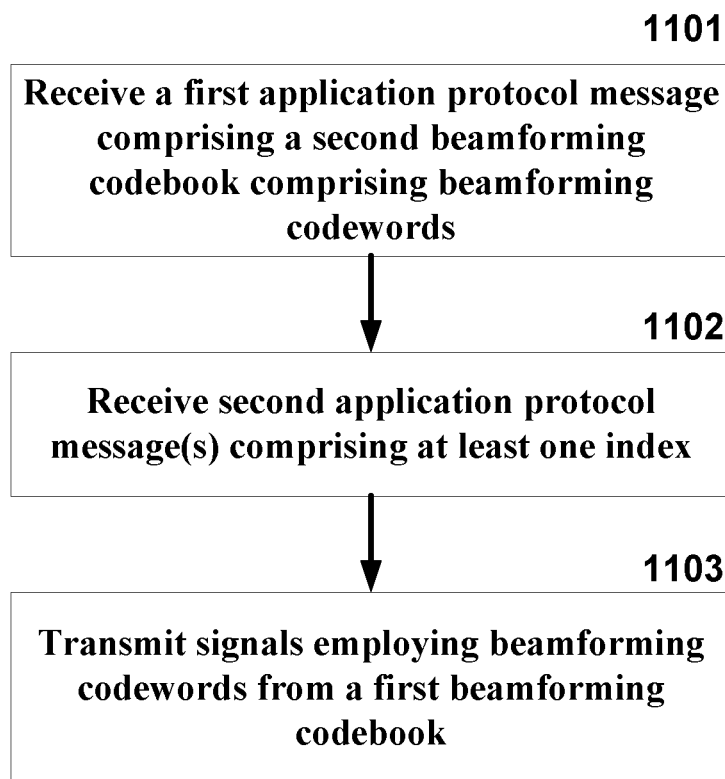 1101
Receive a first application protocol message
comprising a second beamforming
codebook comprising beamforming
codewords
1102
Receive second application protocol
message(s) comprising at least one index
1103
Transmit signals employing beamforming
codewords from a first beamforming
codebook